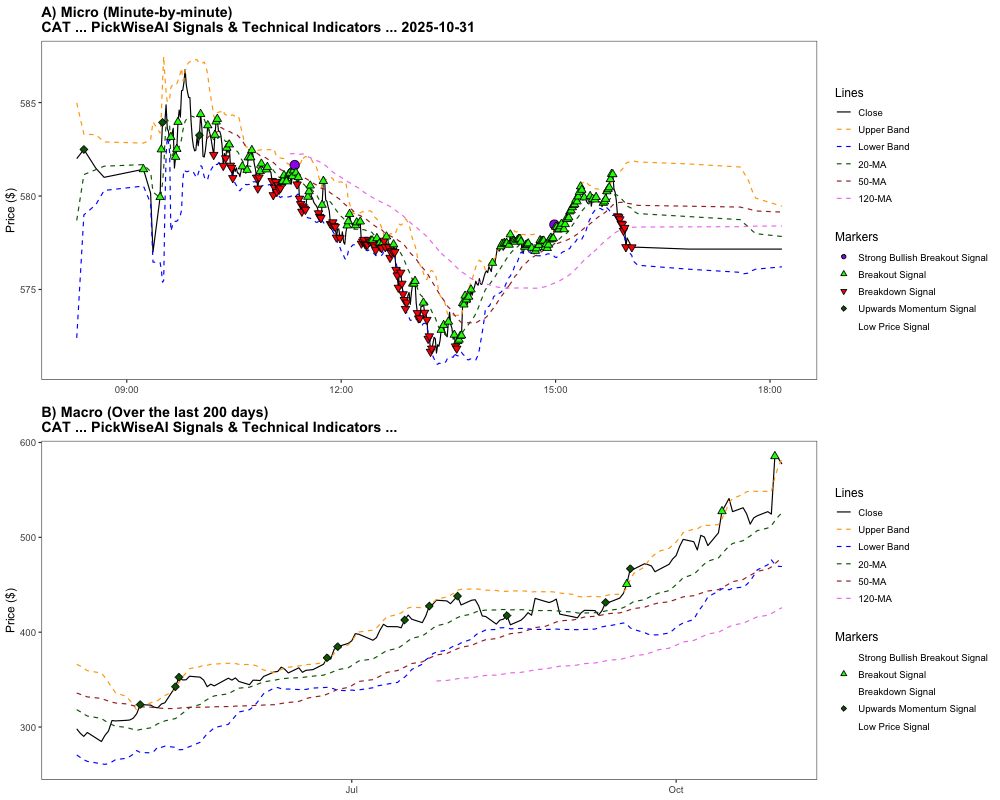 A) Micro (Minute-by-minute)
CAT ... PickWiseAI Signals & Technical Indicators ... 2025-10-31
Price ($)
585
580
575
09:00
12:00
15:00
18:00
Lines
Close
Upper Band
Lower Band
20-MA
50-MA
120-MA
Markers
Strong Bullish Breakout Signal
Breakout Signal
Breakdown Signal
Upwards Momentum Signal
Low Price Signal
B) Macro (Over the last 200 days)
CAT ... PickWiseAI Signals & Technical Indicators ...
Price ($)
600
500
400
300
Jul
Oct
Lines
Close
Upper Band
Lower Band
20-MA
50-MA
120-MA
Markers
Strong Bullish Breakout Signal
Breakout Signal
Breakdown Signal
Upwards Momentum Signal
Low Price Signal